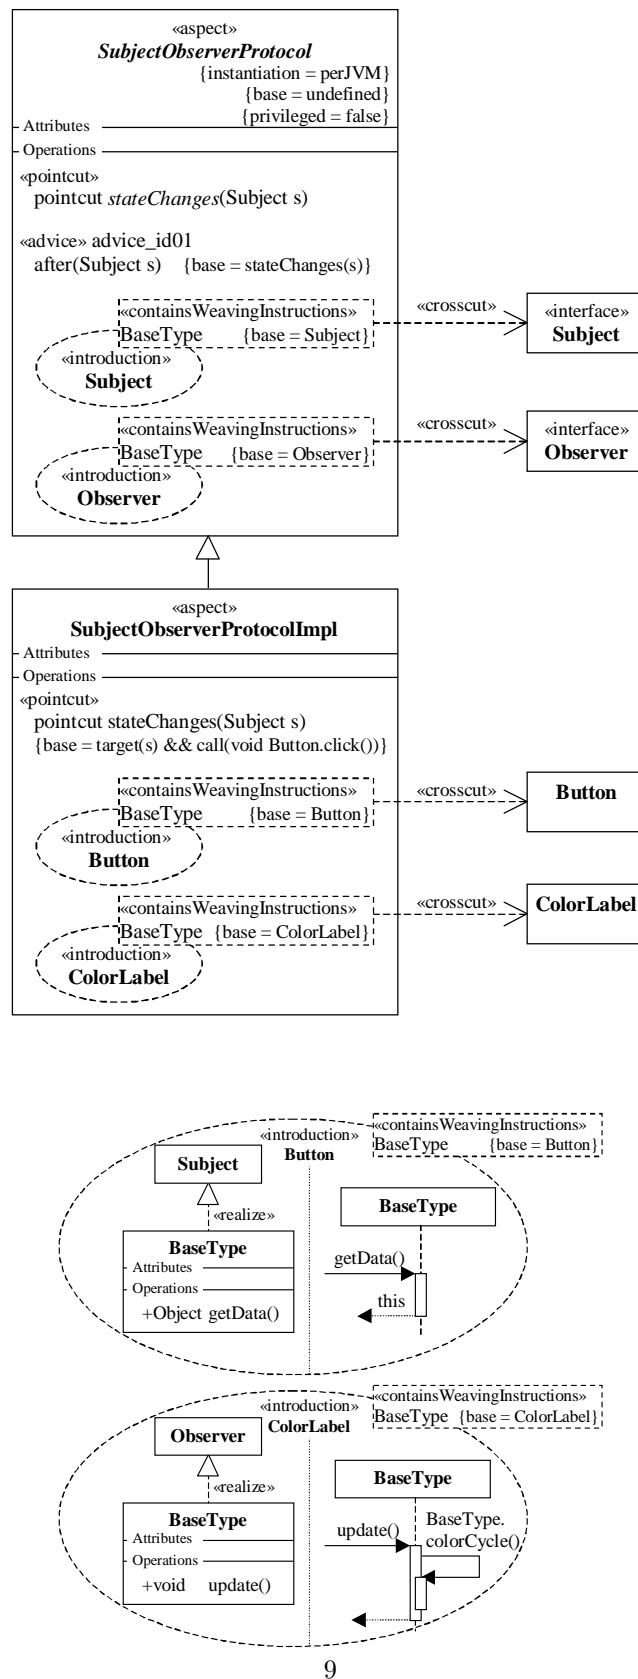 «aspect»
SubjectObserverProtocol
{instantiation = perJVM}
{base = undefined}
{privileged = false}
Attributes
Operations
«pointcut»
pointcut stateChanges(Subject s)
«advice» advice_id01
after(Subject s) {base = stateChanges(s)}
«containsWeavingInstructions»
BaseType {base = Subject}
«introduction»
Subject
«crosscut»
«interface»
Subject
«containsWeavingInstructions»
BaseType {base = Observer}
«introduction»
Observer
«crosscut»
«interface»
Observer
«aspect»
SubjectObserverProtocolImpl
Attributes
Operations
«pointcut»
pointcut stateChanges(Subject s)
{base = target(s) && call(void Button.click())}
«containsWeavingInstructions»
BaseType {base = Button}
«introduction»
Button
«crosscut»
Button
«containsWeavingInstructions»
BaseType {base = ColorLabel}
«introduction»
ColorLabel
«crosscut»
ColorLabel
«introduction»
Button
«containsWeavingInstructions»
BaseType {base = Button}
Subject
«realize»
BaseType
Attributes
Operations
+Object getData()
BaseType
getData()
this
«introduction»
ColorLabel
«containsWeavingInstructions»
BaseType {base = ColorLabel}
Observer
«realize»
BaseType
Attributes
Operations
+void update()
BaseType
update()
BaseType.
colorCycle()
9